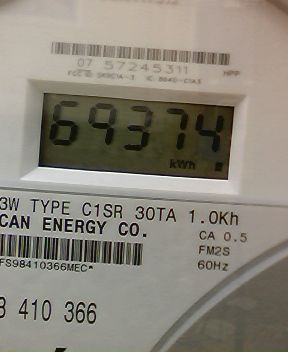 07 57245311
HPP
69374
kWh
3W TYPE C1SR 30TA 1.0Kh
CAN ENERGY CO.
CA 0.5
FM2S
60Hz
FS98410366MEC*
410 366